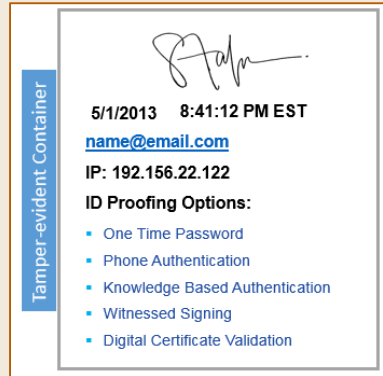 Tamper-evident Container
5/1/2013 8:41:12 PM EST
name@email.com
IP: 192.156.22.122
ID Proofing Options:
One Time Password
Phone Authentication
Knowledge Based Authentication
Witnessed Signing
Digital Certificate Validation